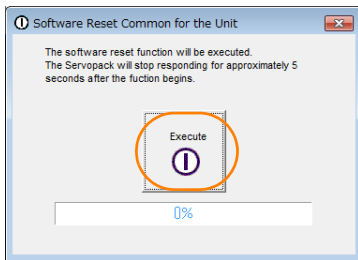 Software Reset Common for the Unit
The software reset function will be executed.
The Servopack will stop responding for approximately 5
seconds after the fuction begins.
Execute
0%